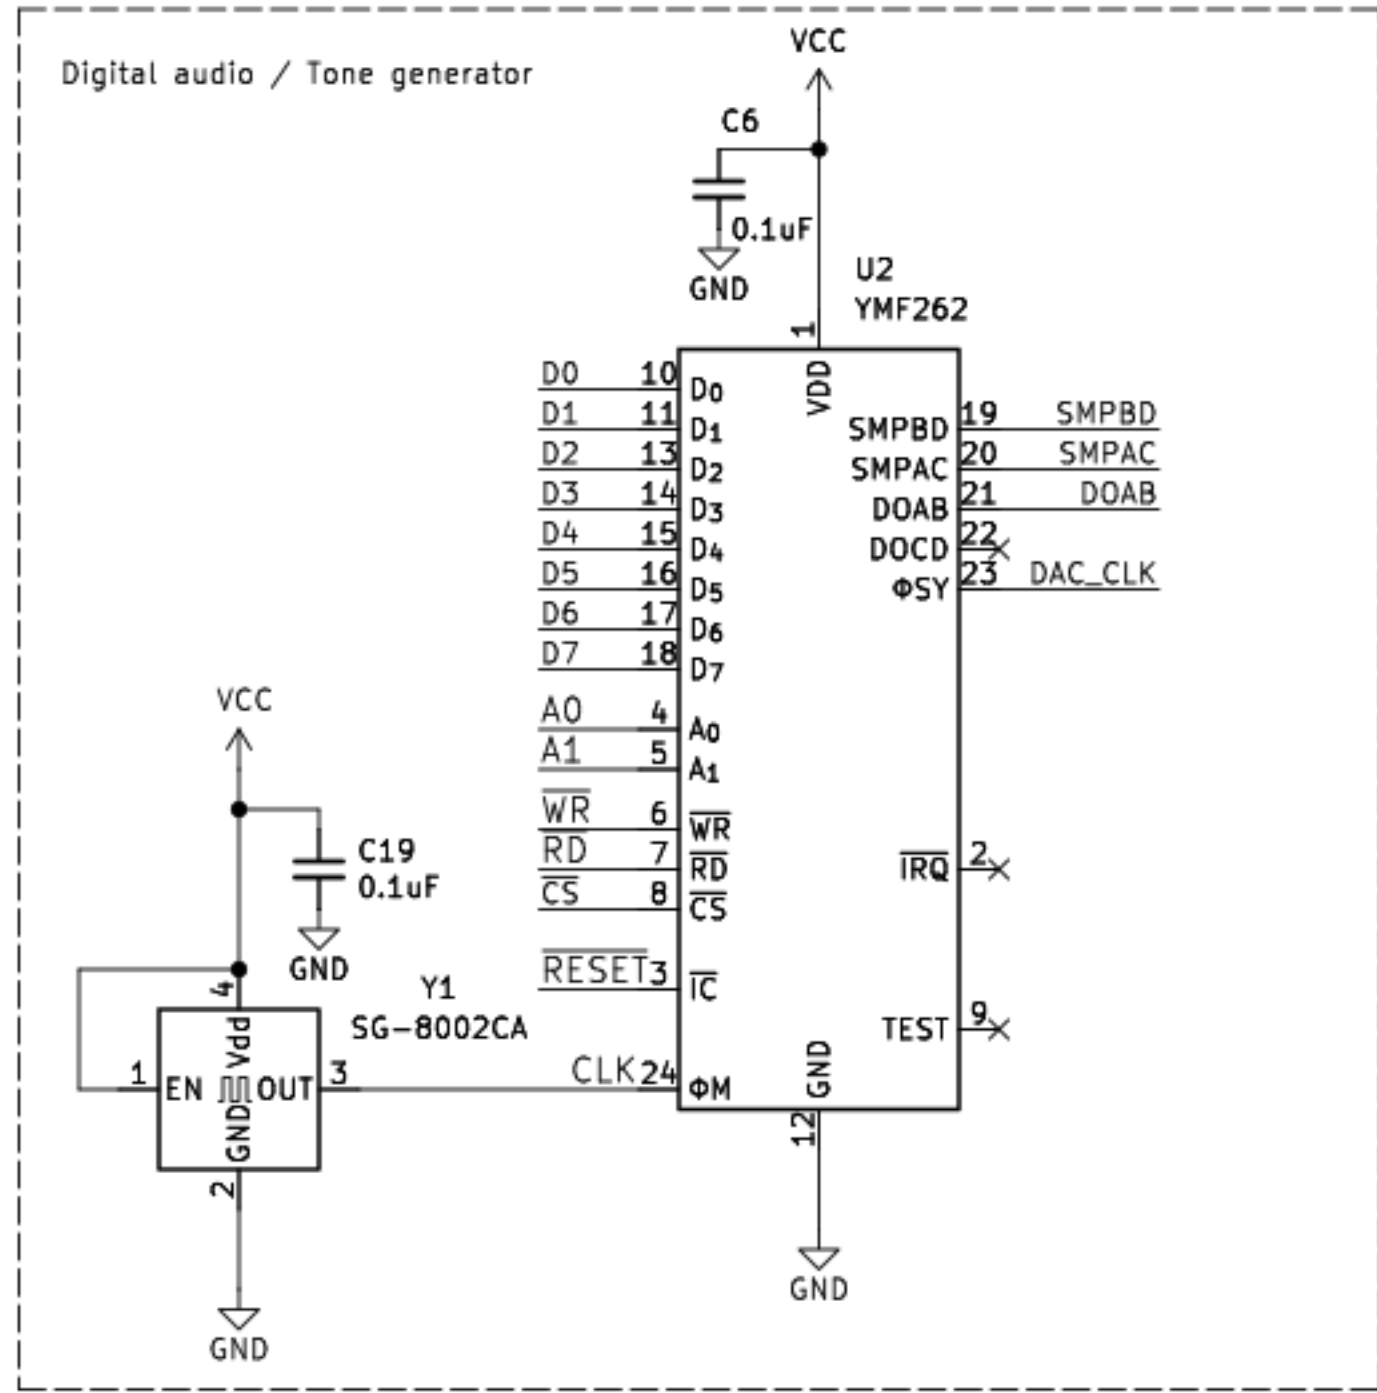 Digital audio / Tone generator
VCC
C6
0.1uF
GND
U2
YMF262
1
VDD
D0 10 D0
D1 11 D1
D2 13 D2
D3 14 D3
D4 15 D4
D5 16 D5
D6 17 D6
D7 18 D7
A0 4 A0
A1 5 A1
WR 6 WR
RD 7 RD
CS 8 CS
RESET 3 IC
CLK 24 ΦM
SMPBD 19 SMPBD
SMPAC 20 SMPAC
DOAB 21 DOAB
DOCD 22
ΦSY 23 DAC_CLK
IRQ 2
TEST 9
GND
12
GND
VCC
C19
0.1uF
GND
Y1
SG-8002CA
4
Vdd
1 EN
OUT 3
GND
2
GND